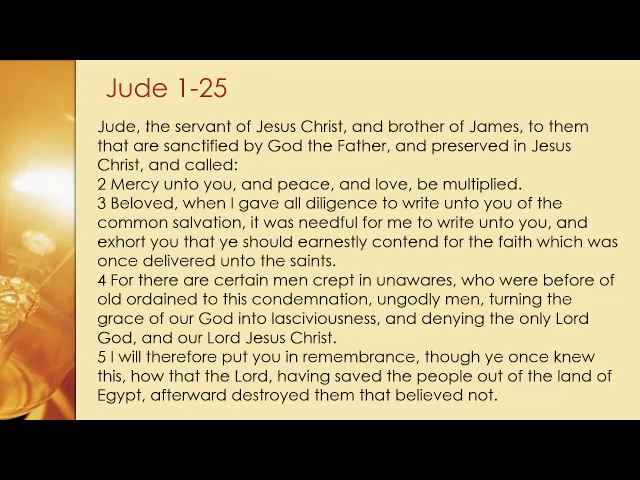 Jude 1-25
Jude, the servant of Jesus Christ, and brother of James, to them
that are sanctified by God the Father, and preserved in Jesus
Christ, and called:
2 Mercy unto you, and peace, and love, be multiplied.
3 Beloved, when I gave all diligence to write unto you of the
common salvation, it was needful for me to write unto you, and
exhort you that ye should earnestly contend for the faith which was
once delivered unto the saints.
4 For there are certain men crept in unawares, who were before of
old ordained to this condemnation, ungodly men, turning the
grace of our God into lasciviousness, and denying the only Lord
God, and our Lord Jesus Christ.
5 I will therefore put you in remembrance, though ye once knew
this, how that the Lord, having saved the people out of the land of
Egypt, afterward destroyed them that believed not.